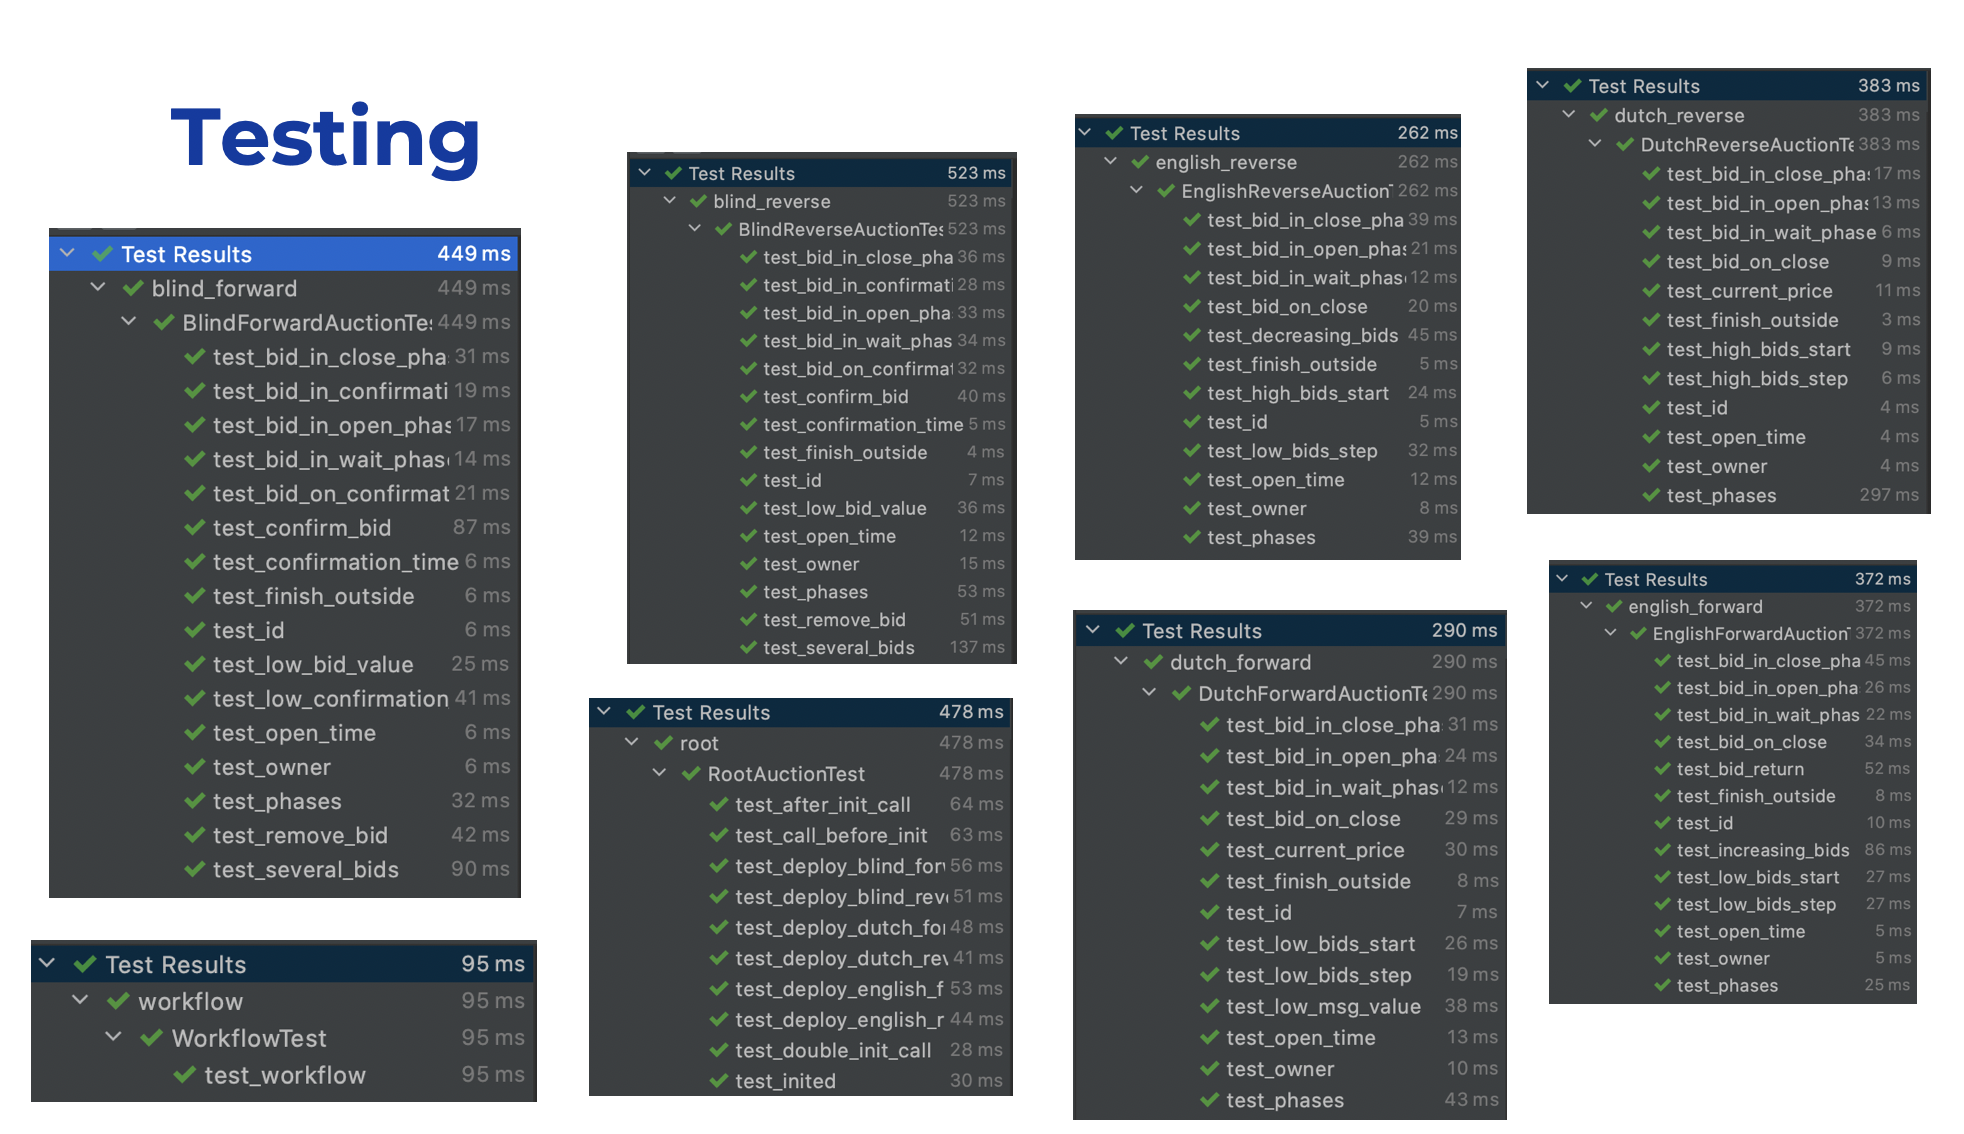 Testing
Test Results 449 ms
blind_forward 449 ms
BlindForwardAuctionTes 449 ms
test_bid_in_close_pha 31 ms
test_bid_in_confirmati 19 ms
test_bid_in_open_phas 17 ms
test_bid_in_wait_phas 14 ms
test_bid_on_confirmat 21 ms
test_confirm_bid 87 ms
test_confirmation_time 6 ms
test_finish_outside 6 ms
test_id 6 ms
test_low_bid_value 25 ms
test_low_confirmation_ 41 ms
test_open_time 6 ms
test_owner 6 ms
test_phases 32 ms
test_remove_bid 42 ms
test_several_bids 90 ms
Test Results 95 ms
workflow 95 ms
WorkflowTest 95 ms
test_workflow 95 ms
Test Results 523 ms
blind_reverse 523 ms
BlindReverseAuctionTes 523 ms
test_bid_in_close_pha 36 ms
test_bid_in_confirmati 28 ms
test_bid_in_open_pha 33 ms
test_bid_in_wait_phas 34 ms
test_bid_on_confirmat 32 ms
test_confirm_bid 40 ms
test_confirmation_time 5 ms
test_finish_outside 4 ms
test_id 7 ms
test_low_bid_value 36 ms
test_open_time 12 ms
test_owner 15 ms
test_phases 53 ms
test_remove_bid 51 ms
test_several_bids 137 ms
Test Results 478 ms
root 478 ms
RootAuctionTest 478 ms
test_after_init_call 64 ms
test_call_before_init 63 ms
test_deploy_blind_forv 56 ms
test_deploy_blind_reve 51 ms
test_deploy_dutch_for 48 ms
test_deploy_dutch_rev 41 ms
test_deploy_english_f 53 ms
test_deploy_english_r 44 ms
test_double_init_call 28 ms
test_inited 30 ms
Test Results 262 ms
english_reverse 262 ms
EnglishReverseAuctionT 262 ms
test_bid_in_close_pha 39 ms
test_bid_in_open_phas 21 ms
test_bid_in_wait_phas 12 ms
test_bid_on_close 20 ms
test_decreasing_bids 45 ms
test_finish_outside 5 ms
test_high_bids_start 24 ms
test_id 5 ms
test_low_bids_step 32 ms
test_open_time 12 ms
test_owner 8 ms
test_phases 39 ms
Test Results 290 ms
dutch_forward 290 ms
DutchForwardAuctionTe 290 ms
test_bid_in_close_pha 31 ms
test_bid_in_open_pha 24 ms
test_bid_in_wait_phas 12 ms
test_bid_on_close 29 ms
test_current_price 30 ms
test_finish_outside 8 ms
test_id 7 ms
test_low_bids_start 26 ms
test_low_bids_step 19 ms
test_low_msg_value 38 ms
test_open_time 13 ms
test_owner 10 ms
test_phases 43 ms
Test Results 383 ms
dutch_reverse 383 ms
DutchReverseAuctionTe 383 ms
test_bid_in_close_phas 17 ms
test_bid_in_open_phas 13 ms
test_bid_in_wait_phase 6 ms
test_bid_on_close 9 ms
test_current_price 11 ms
test_finish_outside 3 ms
test_high_bids_start 9 ms
test_high_bids_step 6 ms
test_id 4 ms
test_open_time 4 ms
test_owner 4 ms
test_phases 297 ms
Test Results 372 ms
english_forward 372 ms
EnglishForwardAuctionT 372 ms
test_bid_in_close_pha 45 ms
test_bid_in_open_pha 26 ms
test_bid_in_wait_phas 22 ms
test_bid_on_close 34 ms
test_bid_return 52 ms
test_finish_outside 8 ms
test_id 10 ms
test_increasing_bids 86 ms
test_low_bids_start 27 ms
test_low_bids_step 27 ms
test_open_time 5 ms
test_owner 5 ms
test_phases 25 ms